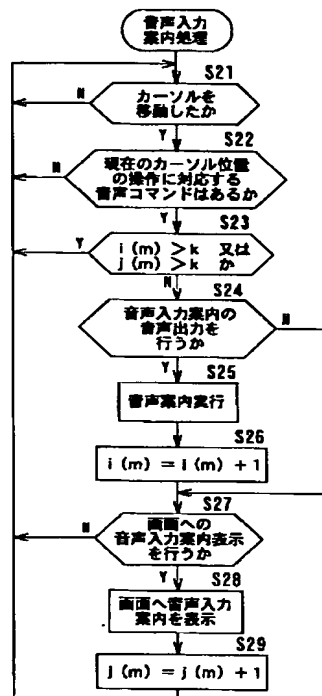 音声入力
案内処理
S21
カーソルを
移動したか
N
Y
S22
現在のカーソル位置
の操作に対応する
音声コマンドはあるか
N
Y
S23
i(m)>k 又は
j(m)>k か
Y
N
S24
音声入力案内の
音声出力を
行うか
N
Y
S25
音声案内実行
S26
i(m)=i(m)+1
S27
画面への
音声入力案内表示
を行うか
N
Y
S28
画面へ音声入力
案内を表示
S29
j(m)=j(m)+1